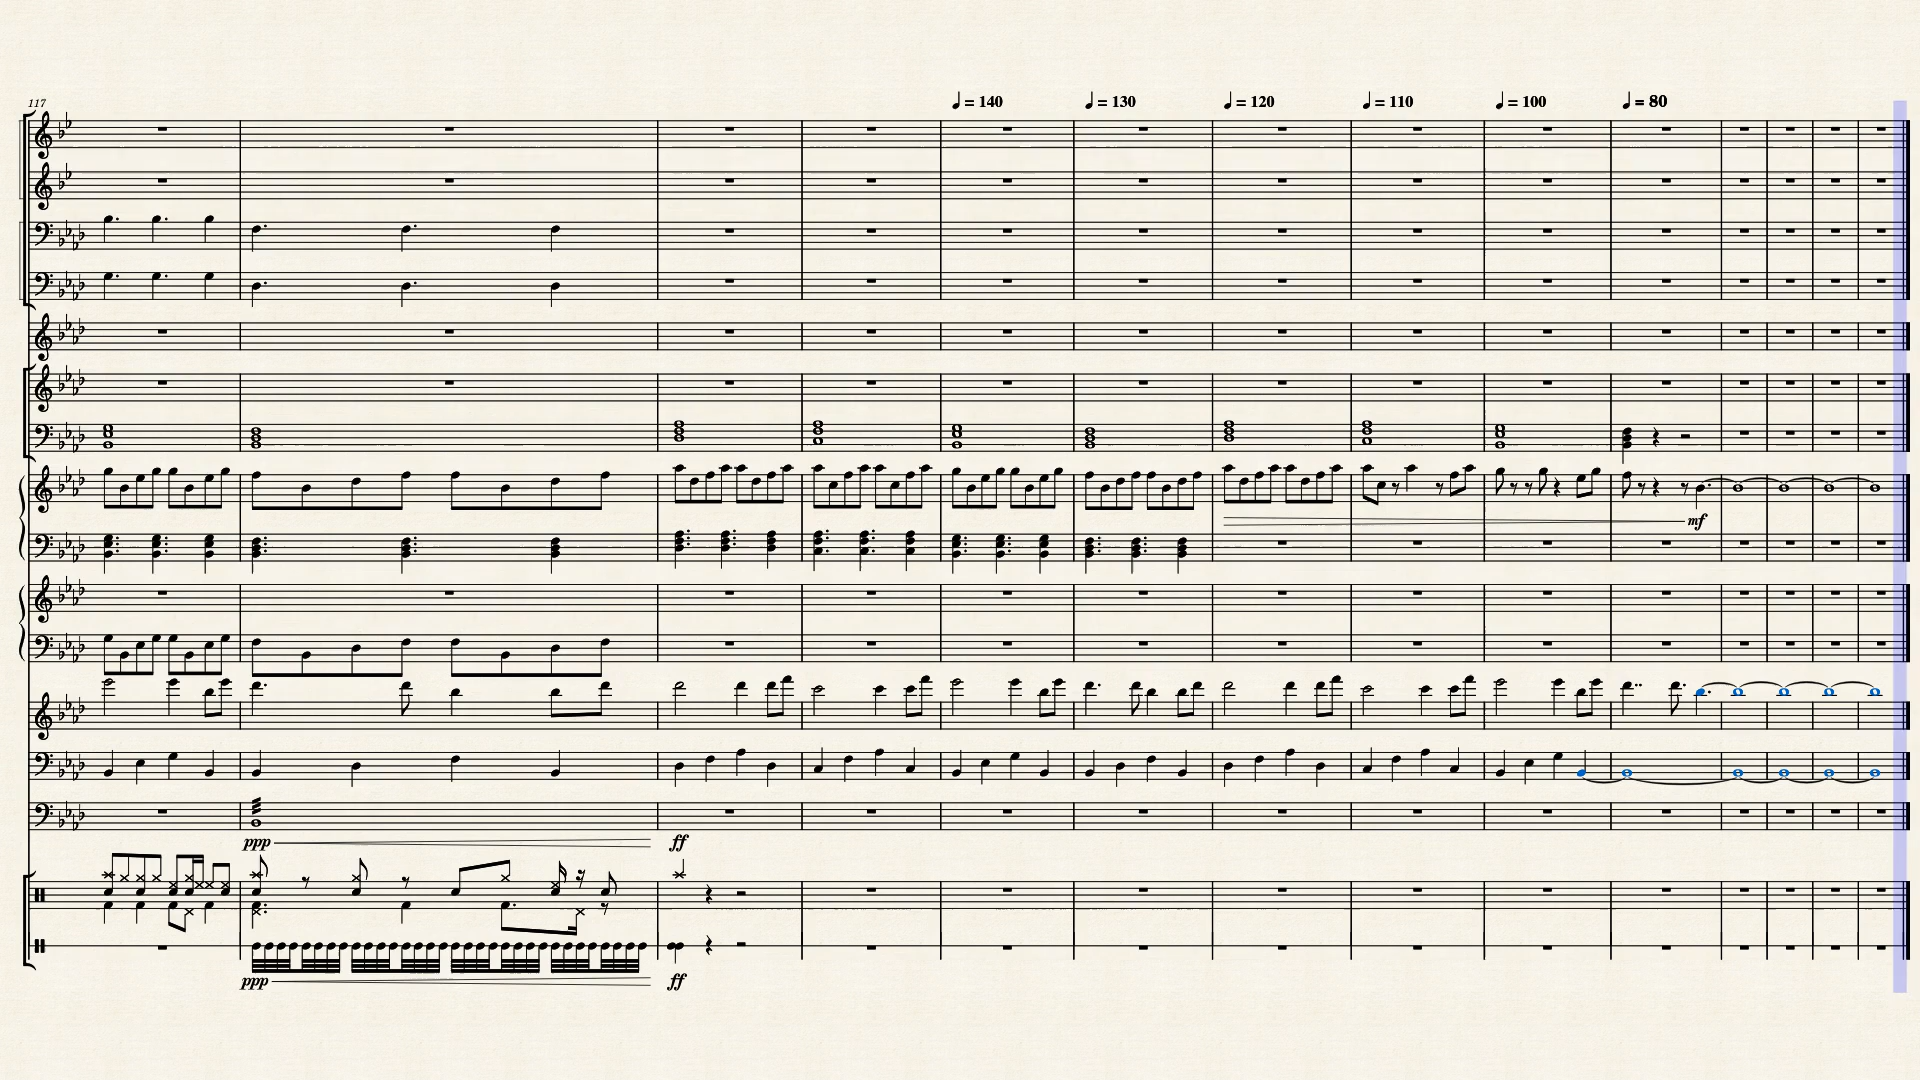 117
♩ = 140 ♩ = 130 ♩ = 120 ♩ = 110 ♩ = 100 ♩ = 80
mf
ppp ff
ppp ff